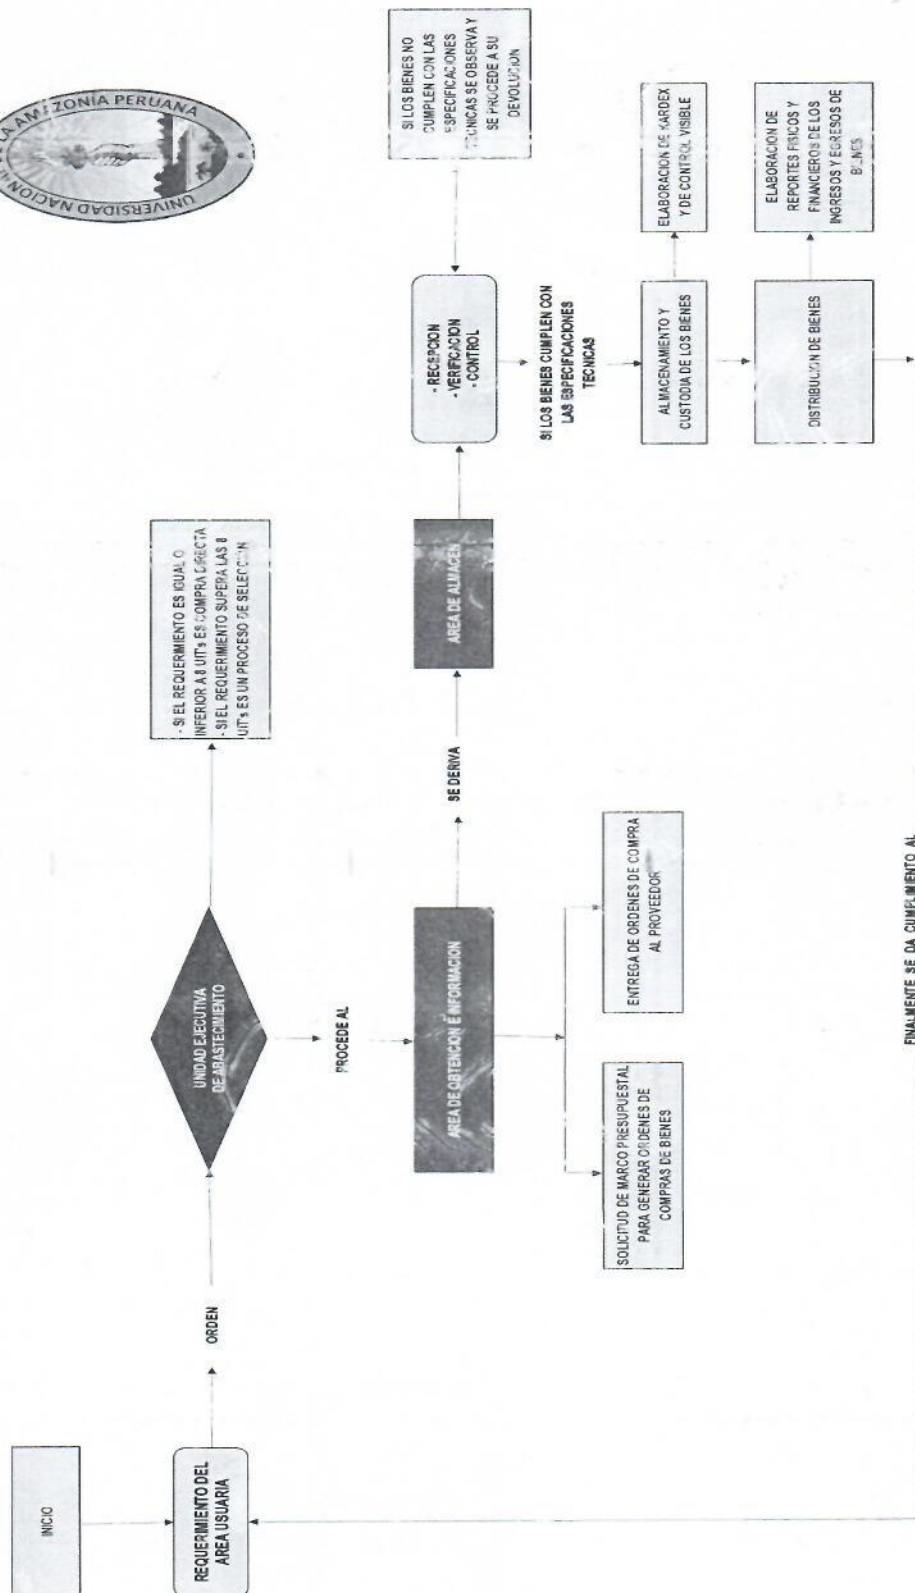 UNIVERSIDAD NACION
LA AMAZONÍA PERUANA
INICIO
REQUERIMIENTO DEL
AREA USUARIA
ORDEN
UNIDAD EJECUTIVA
DE ABASTECIMIENTO
- SI EL REQUERIMIENTO ES IGUAL O
INFERIOR A 8 UIT's ES COMPRA DIRECTA
- SI EL REQUERIMIENTO SUPERA LAS 8
UIT's ES UN PROCESO DE SELECCIÓN
PROCEDE AL
AREA DE OBTENCION E INFORMACION
SOLICITUD DE MARCO PRESUPUESTAL
PARA GENERAR ORDENES DE
COMPRAS DE BIENES
ENTREGA DE ORDENES DE COMPRA
AL PROVEEDOR
SE DERIVA
AREA DE ALMACEN
- RECEPCION
- VERIFICACION
- CONTROL
SI LOS BIENES NO
CUMPLEN CON LAS
ESPECIFICACIONES
TECNICAS SE OBSERVA Y
SE PROCEDE A SU
DEVOLUCION
SI LOS BIENES CUMPLEN CON
LAS ESPECIFICACIONES
TECNICAS
ALMACENAMIENTO Y
CUSTODIA DE LOS BIENES
ELABORACION DE KARDEX
Y DE CONTROL VISIBLE
DISTRIBUCIÓN DE BIENES
ELABORACION DE
REPORTES FISICOS Y
FINANCIEROS DE LOS
INGRESOS Y EGRESOS DE
BIENES
FINALMENTE SE DA CUMPLIMIENTO AL